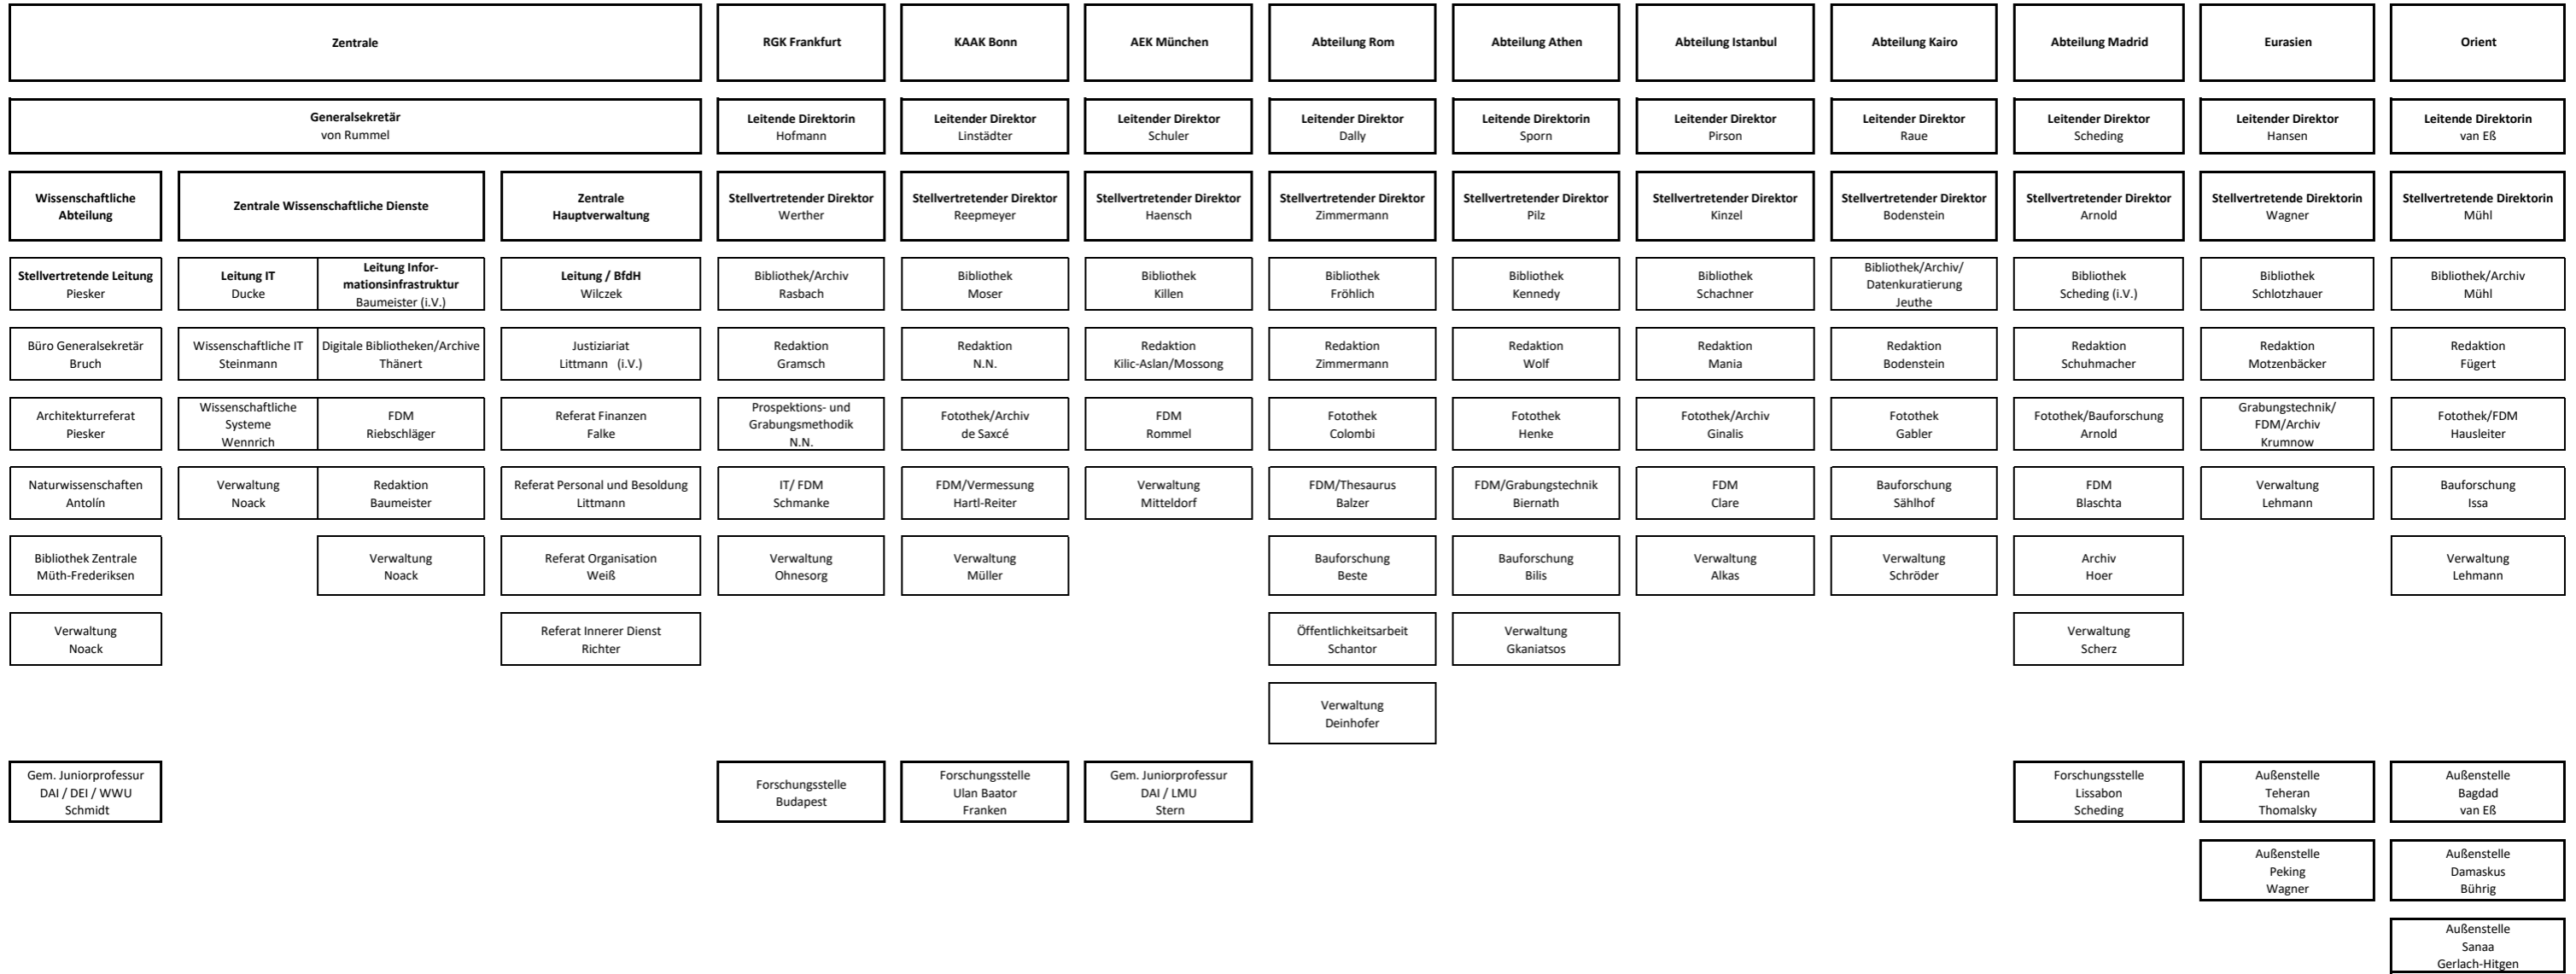 Zentrale
RGK Frankfurt
KAAK Bonn
AEK München
Abteilung Rom
Abteilung Athen
Abteilung Istanbul
Abteilung Kairo
Abteilung Madrid
Eurasien
Orient
Generalsekretär
von Rummel
Leitende Direktorin
Hofmann
Leitender Direktor
Linstädter
Leitender Direktor
Schuler
Leitender Direktor
Dally
Leitende Direktorin
Sporn
Leitender Direktor
Pirson
Leitender Direktor
Raue
Leitender Direktor
Scheding
Leitender Direktor
Hansen
Leitende Direktorin
van Eß
Wissenschaftliche
Abteilung
Zentrale Wissenschaftliche Dienste
Zentrale
Hauptverwaltung
Stellvertretender Direktor
Werther
Stellvertretender Direktor
Reepmeyer
Stellvertretender Direktor
Haensch
Stellvertretender Direktor
Zimmermann
Stellvertretender Direktor
Pilz
Stellvertretender Direktor
Kinzel
Stellvertretender Direktor
Bodenstein
Stellvertretender Direktor
Arnold
Stellvertretende Direktorin
Wagner
Stellvertretende Direktorin
Mühl
Stellvertretende Leitung
Piesker
Leitung IT
Ducke
Leitung Infor-
mationsinfrastruktur
Baumeister (i.V.)
Leitung / BfdH
Wilczek
Bibliothek/Archiv
Rasbach
Bibliothek
Moser
Bibliothek
Killen
Bibliothek
Fröhlich
Bibliothek
Kennedy
Bibliothek
Schachner
Bibliothek/Archiv/
Datenkuratierung
Jeuthe
Bibliothek
Scheding (i.V.)
Bibliothek
Schlotzhauer
Bibliothek/Archiv
Mühl
Büro Generalsekretär
Bruch
Wissenschaftliche IT
Steinmann
Digitale Bibliotheken/Archive
Thänert
Justiziariat
Littmann (i.V.)
Redaktion
Gramsch
Redaktion
N.N.
Redaktion
Kilic-Aslan/Mossong
Redaktion
Zimmermann
Redaktion
Wolf
Redaktion
Mania
Redaktion
Bodenstein
Redaktion
Schuhmacher
Redaktion
Motzenbäcker
Redaktion
Fügert
Architekturreferat
Piesker
Wissenschaftliche
Systeme
Wennrich
FDM
Riebschläger
Referat Finanzen
Falke
Prospektions- und
Grabungsmethodik
N.N.
Fotothek/Archiv
de Saxcé
FDM
Rommel
Fotothek
Colombi
Fotothek
Henke
Fotothek/Archiv
Ginalis
Fotothek
Gabler
Fotothek/Bauforschung
Arnold
Grabungstechnik/
FDM/Archiv
Krumnow
Fotothek/FDM
Hausleiter
Naturwissenschaften
Antolín
Verwaltung
Noack
Redaktion
Baumeister
Referat Personal und Besoldung
Littmann
IT/ FDM
Schmanke
FDM/Vermessung
Hartl-Reiter
Verwaltung
Mitteldorf
FDM/Thesaurus
Balzer
FDM/Grabungstechnik
Biernath
FDM
Clare
Bauforschung
Sählhof
FDM
Blaschta
Verwaltung
Lehmann
Bauforschung
Issa
Bibliothek Zentrale
Müth-Frederiksen
Verwaltung
Noack
Referat Organisation
Weiß
Verwaltung
Ohnesorg
Verwaltung
Müller
Bauforschung
Beste
Bauforschung
Bilis
Verwaltung
Alkas
Verwaltung
Schröder
Archiv
Hoer
Verwaltung
Lehmann
Verwaltung
Noack
Referat Innerer Dienst
Richter
Öffentlichkeitsarbeit
Schantor
Verwaltung
Gkaniatsos
Verwaltung
Scherz
Verwaltung
Deinhofer
Gem. Juniorprofessur
DAI / DEI / WWU
Schmidt
Forschungsstelle
Budapest
Forschungsstelle
Ulan Baator
Franken
Gem. Juniorprofessur
DAI / LMU
Stern
Forschungsstelle
Lissabon
Scheding
Außenstelle
Teheran
Thomalsky
Außenstelle
Bagdad
van Eß
Außenstelle
Peking
Wagner
Außenstelle
Damaskus
Bührig
Außenstelle
Sanaa
Gerlach-Hitgen